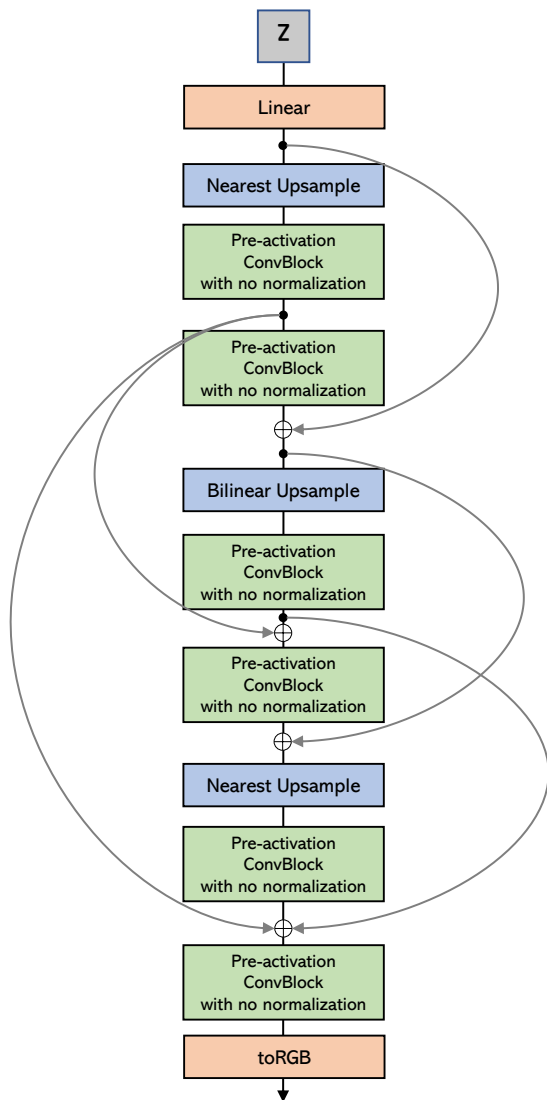 z
Linear
Nearest Upsample
Pre-activation
ConvBlock
with no normalization
Pre-activation
ConvBlock
with no normalization
Bilinear Upsample
Pre-activation
ConvBlock
with no normalization
Pre-activation
ConvBlock
with no normalization
Nearest Upsample
Pre-activation
ConvBlock
with no normalization
Pre-activation
ConvBlock
with no normalization
toRGB